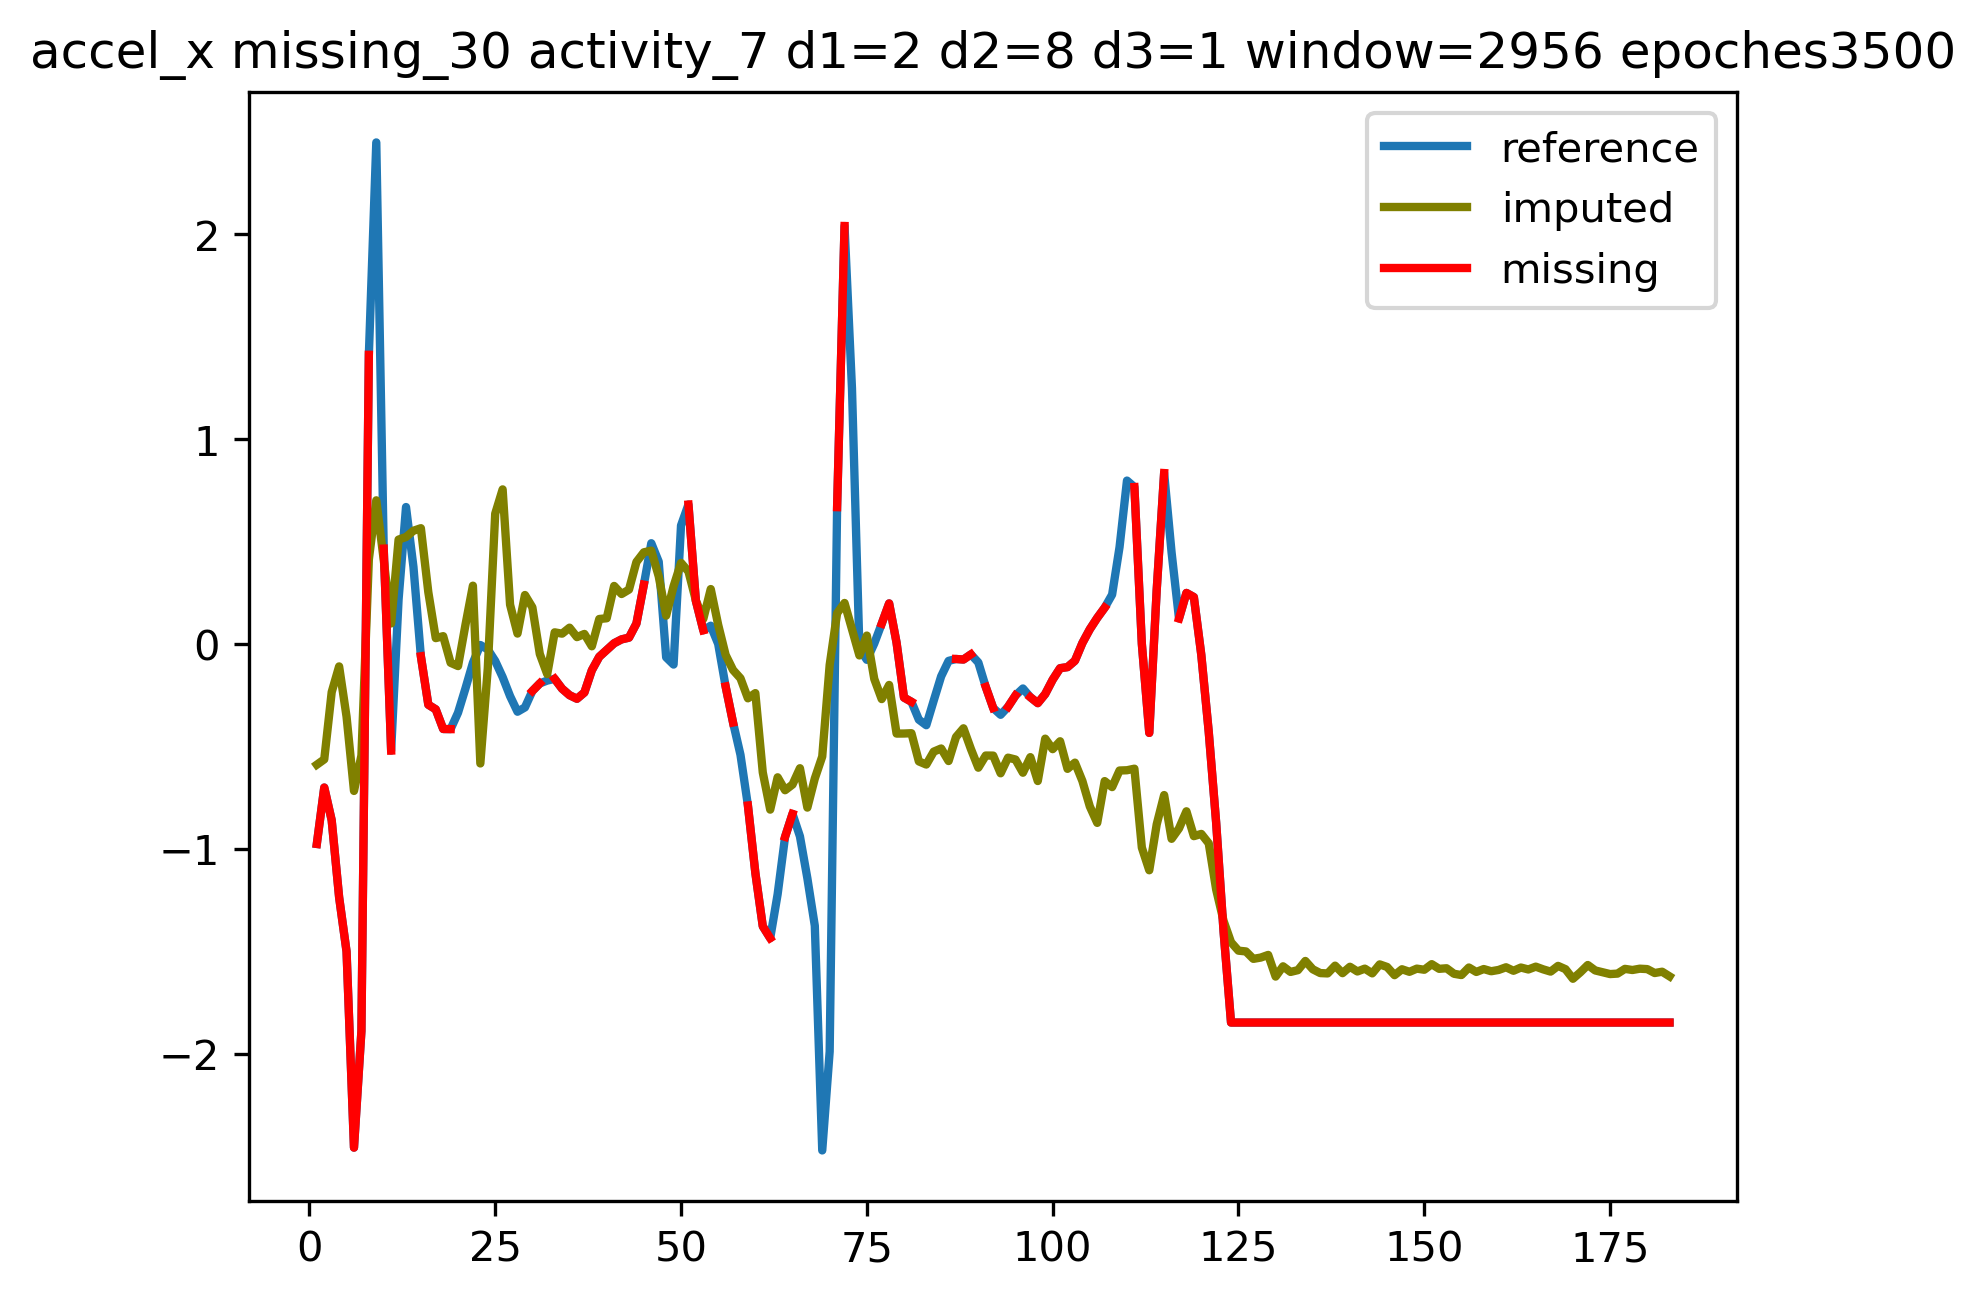 accel_x missing_30 activity_7 d1=2 d2=8 d3=1 window=2956 epoches3500
reference
imputed
missing
2
1
0
−1
−2
0 25 50 75 100 125 150 175